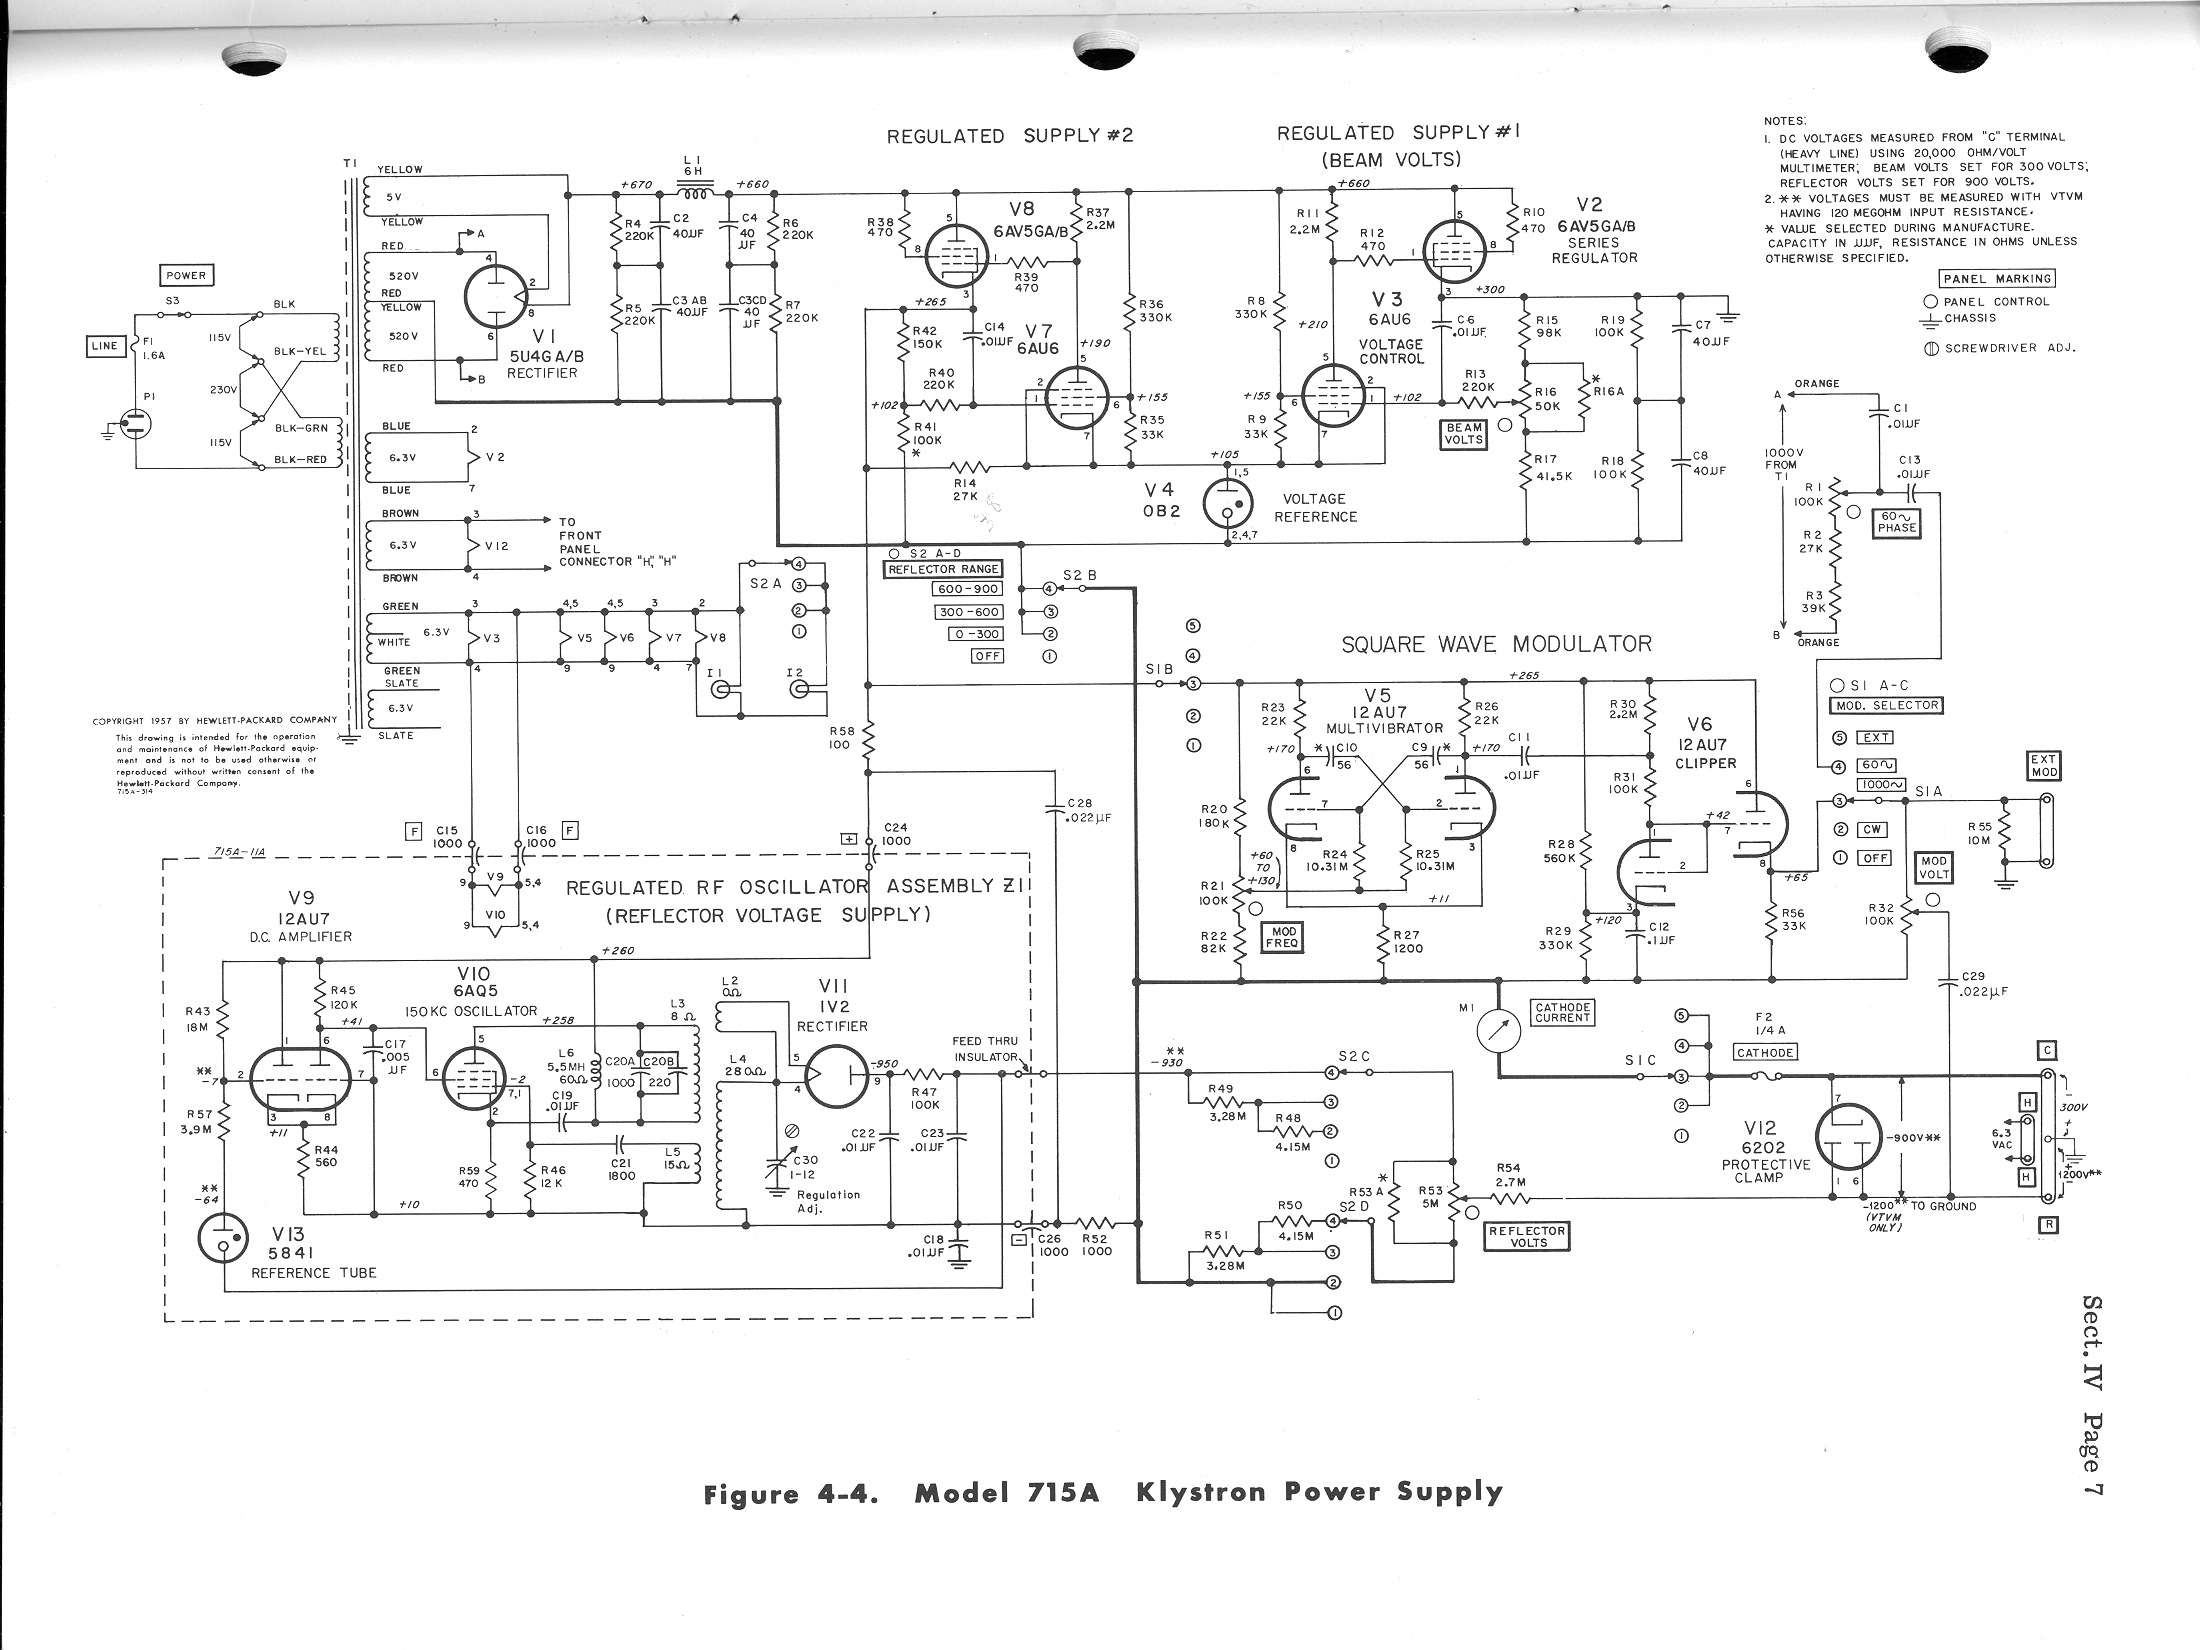 REGULATED SUPPLY #2
REGULATED SUPPLY #1
(BEAM VOLTS)
NOTES:
1. DC VOLTAGES MEASURED FROM "C" TERMINAL
(HEAVY LINE) USING 20,000 OHM/VOLT
MULTIMETER; BEAM VOLTS SET FOR 300 VOLTS;
REFLECTOR VOLTS SET FOR 900 VOLTS.
2. ** VOLTAGES MUST BE MEASURED WITH VTVM
HAVING 120 MEGOHM INPUT RESISTANCE.
* VALUE SELECTED DURING MANUFACTURE.
CAPACITY IN µµF, RESISTANCE IN OHMS UNLESS
OTHERWISE SPECIFIED.
PANEL MARKING
PANEL CONTROL
CHASSIS
SCREWDRIVER ADJ.
POWER
S3
LINE
F1
1.6A
P1
115V
230V
115V
BLK
BLK-YEL
BLK-GRN
BLK-RED
T1
YELLOW
5V
YELLOW
RED
520V
RED
YELLOW
520V
RED
A
B
4
2
8
6
V1
5U4GA/B
RECTIFIER
BLUE
6.3V
BLUE
2
V2
7
BROWN
6.3V
BROWN
3
V12
4
TO
FRONT
PANEL
CONNECTOR "H", "H"
GREEN
6.3V
WHITE
GREEN
SLATE
6.3V
SLATE
3
V3
4
4,5
V5
9
4,5
V6
9
3
V7
4
2
V8
7
S2A
4
3
2
1
I1
I2
+670
L1
6H
+660
R4
220K
C2
40µF
C4
40
µF
R6
220K
R5
220K
C3 AB
40µF
C3CD
40
µF
R7
220K
R38
470
5
8
1
3
V8
6AV5GA/B
R37
2.2M
R39
470
+265
R42
150K
C14
.01µF
V7
6AU6
+190
5
2
1
6
7
R36
330K
+155
R35
33K
R40
220K
+102
R41
100K
*
R14
27K
+660
R11
2.2M
R12
470
1
5
8
3
R10
470
V2
6AV5GA/B
SERIES
REGULATOR
+300
R8
330K
+210
V3
6AU6
VOLTAGE
CONTROL
5
2
1
6
7
+155
R9
33K
+102
C6
.01µF
R13
220K
BEAM
VOLTS
R15
98K
R16
50K
*
R16A
R17
41.5K
R19
100K
R18
100K
C7
40µF
C8
40µF
+105
1,5
V4
OB2
2,4,7
VOLTAGE
REFERENCE
S2 A-D
REFLECTOR RANGE
600-900
300-600
0-300
OFF
S2B
4
3
2
1
A
ORANGE
C1
.01µF
1000V
FROM
T1
C13
.01µF
R1
100K
60~
PHASE
R2
27K
R3
39K
B
ORANGE
COPYRIGHT 1957 BY HEWLETT-PACKARD COMPANY
This drawing is intended for the operation
and maintenance of Hewlett-Packard equip-
ment and is not to be used otherwise or
reproduced without written consent of the
Hewlett-Packard Company.
715A-314
SQUARE WAVE MODULATOR
5
4
S1B
3
2
1
+265
R23
22K
V5
12AU7
MULTIVIBRATOR
R26
22K
+170
*
C10
56
C9
*
56
+170
C11
.01µF
6
7
8
1
2
3
R20
180K
+60
TO
+130
R21
100K
R22
82K
MOD
FREQ
R24
10.31M
R25
10.31M
+11
R27
1200
R30
2.2M
R31
100K
V6
12AU7
CLIPPER
R28
560K
R29
330K
+42
6
7
8
1
2
3
+120
C12
.1µF
+65
R56
33K
S1 A-C
MOD. SELECTOR
5 EXT
4 60~
1000~
3
S1A
2 CW
1 OFF
EXT
MOD
R55
10M
MOD
VOLT
R32
100K
C29
.022µF
R58
100
C28
.022µF
+
C24
1000
F
C15
1000
C16
1000
F
715A-11A
9
V9
5,4
9
V10
5,4
REGULATED RF OSCILLATOR ASSEMBLY Z1
(REFLECTOR VOLTAGE SUPPLY)
V9
12AU7
D.C. AMPLIFIER
R43
18M
R45
120K
+41
C17
.005
µF
** -7
1
6
2
7
3
8
R57
3.9M
+11
R44
560
** -64
V13
5841
REFERENCE TUBE
+10
V10
6AQ5
150KC OSCILLATOR
+260
+258
5
6
-2
7,1
2
L6
5.5MH
60Ω
C20A
1000
C20B
220
L3
8Ω
L2
0Ω
L4
280Ω
C19
.01µF
R59
470
R46
12K
C21
1800
L5
15Ω
V11
1V2
RECTIFIER
5
4
9
-950
R47
100K
FEED THRU
INSULATOR
C22
.01µF
C23
.01µF
C30
1-12
Regulation
Adj.
C18
.01µF
-
C26
1000
R52
1000
** -930
S2C
4
3
2
1
R49
3.28M
R48
4.15M
R50
4.15M
R51
3.28M
S2D
4
3
2
1
*
R53A
R53
5M
R54
2.7M
REFLECTOR
VOLTS
M1
CATHODE
CURRENT
S1C
5
4
3
2
1
F2
1/4 A
CATHODE
V12
6202
PROTECTIVE
CLAMP
7
1
6
-900V**
-1200** TO GROUND
(VTVM
ONLY)
C
H
6.3
VAC
H
-
300V
+
+
1200V**
-
R
Sect. IV Page 7
Figure 4-4. Model 715A Klystron Power Supply